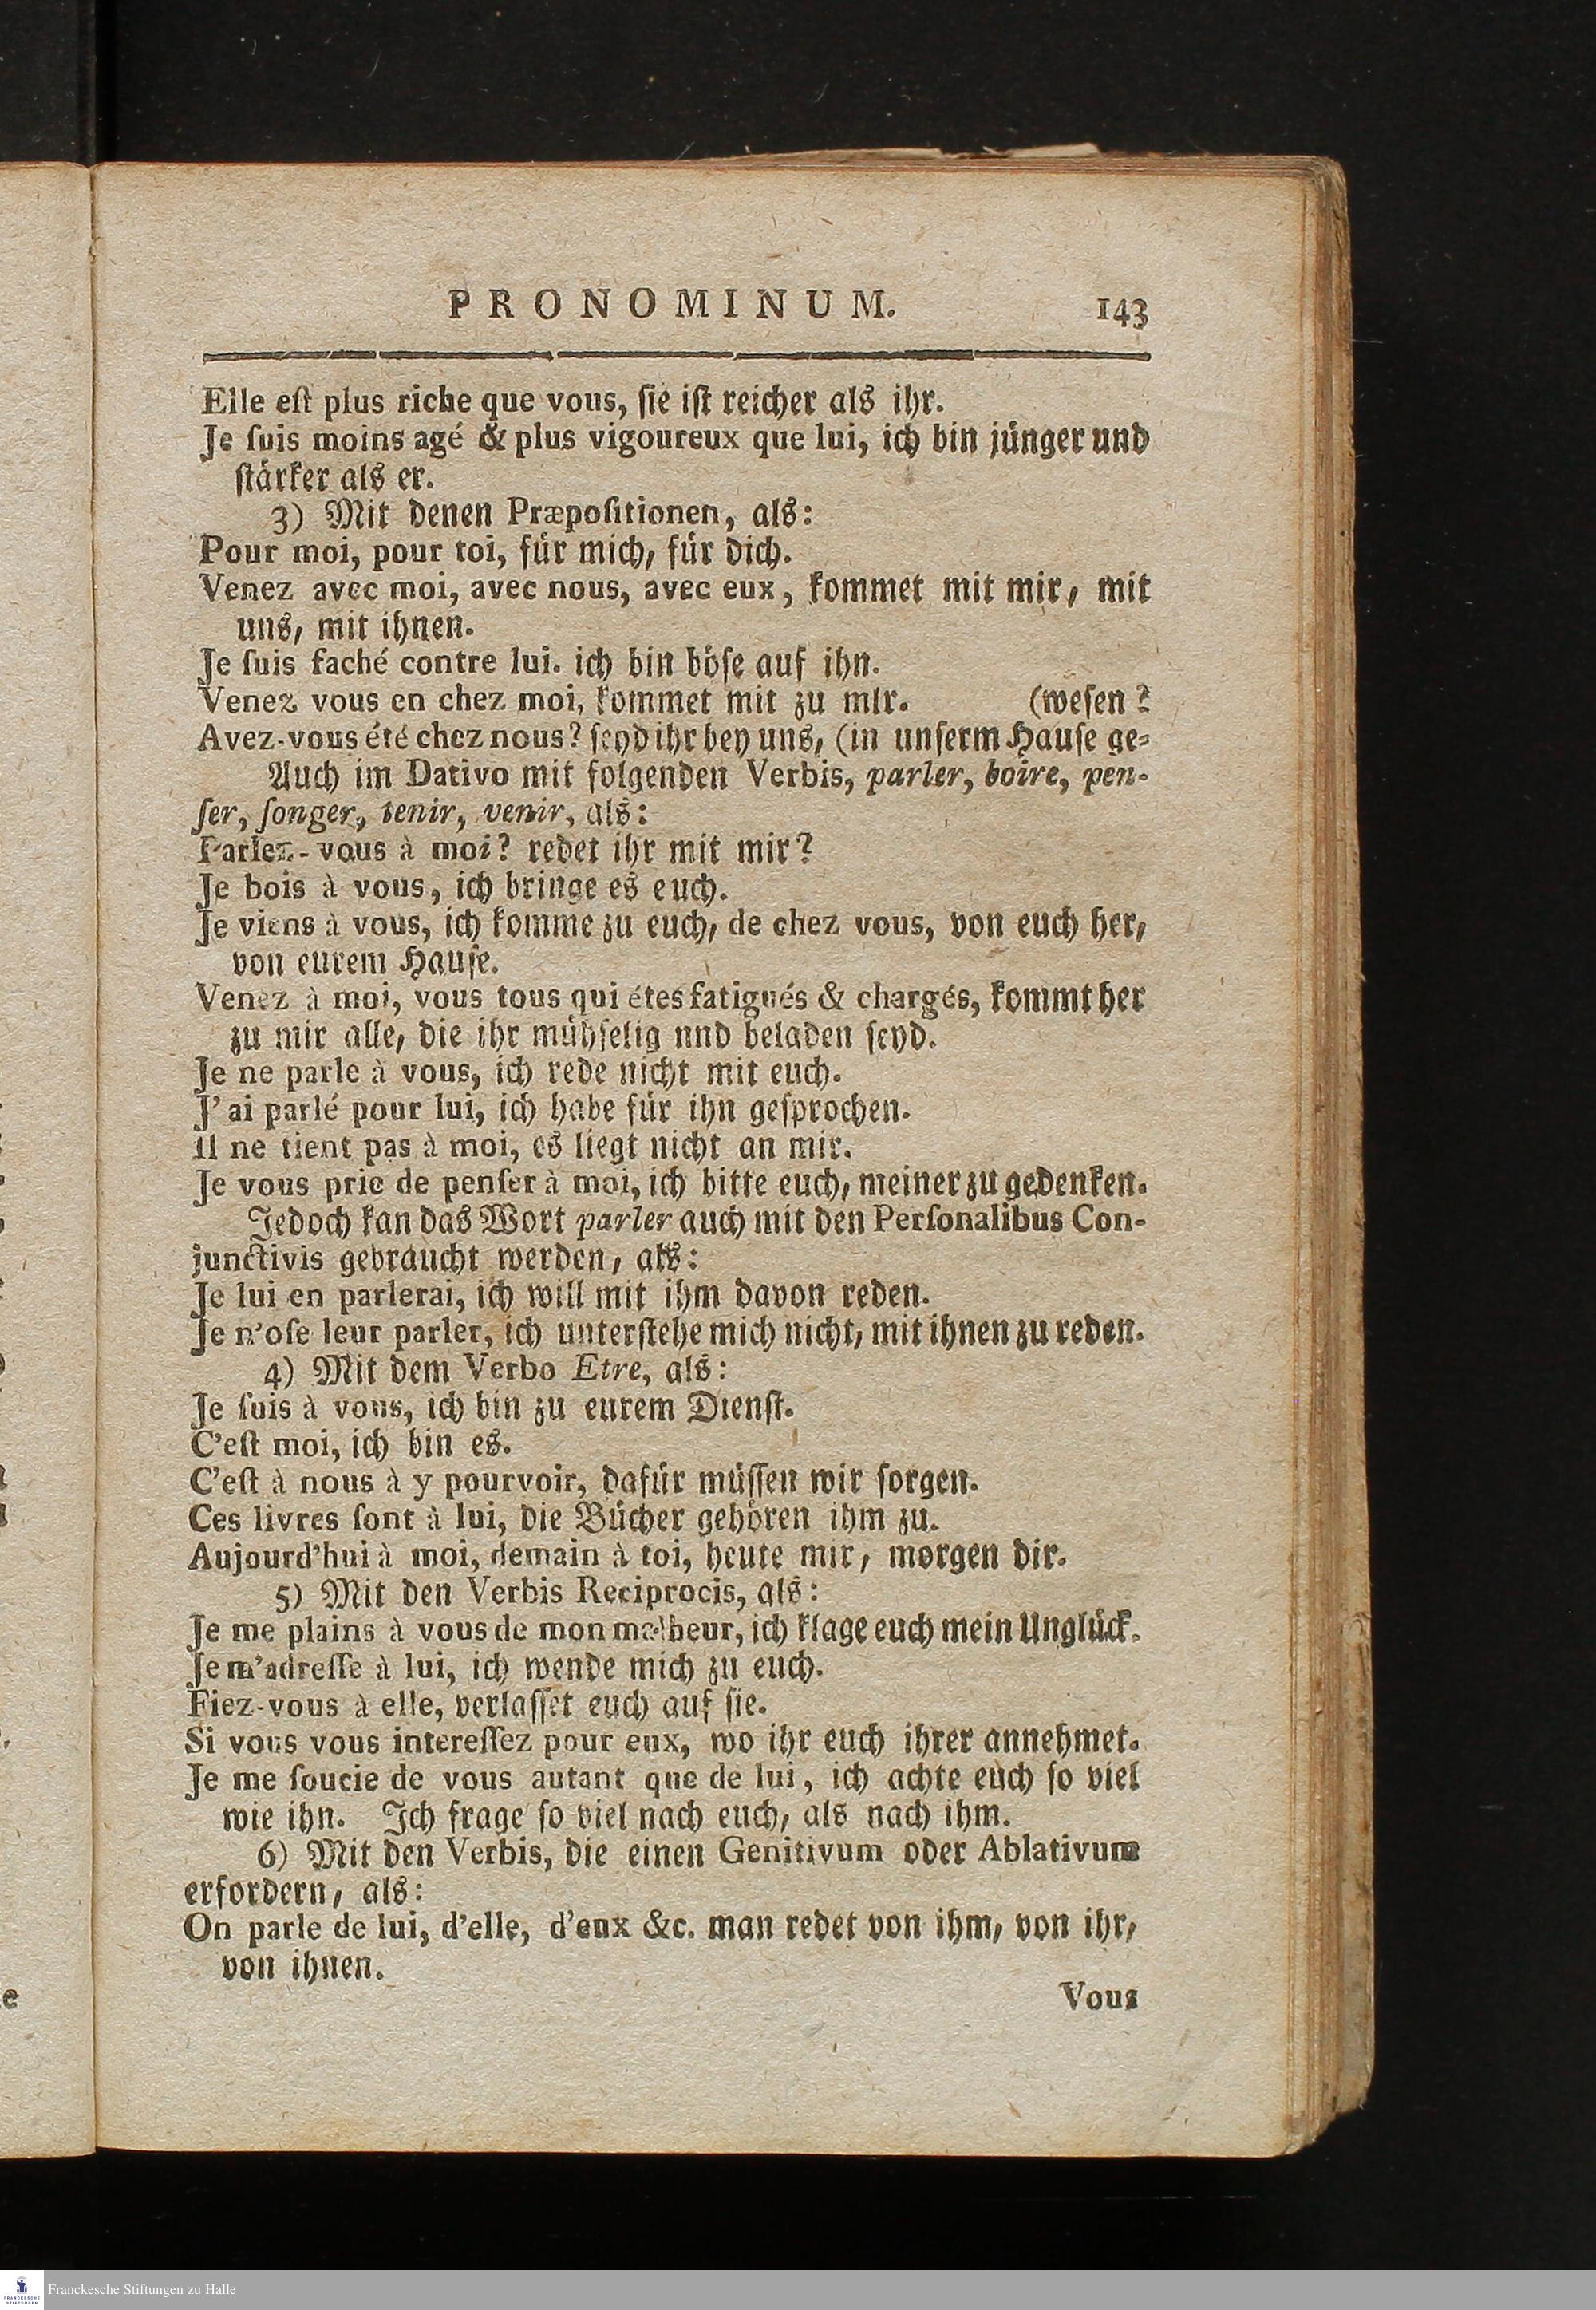 PRONOMINUM. 143
Elle eſt plus riche que vous, ſie iſt reicher als ihr.
Je ſuis moins agé & plus vigoureux que lui, ich bin jünger und
ſtärker als er.
3) Mit denen Præpoſitionen, als:
Pour moi, pour toi, für mich, für dich.
Venez avec moi, avec nous, avec eux, kommet mit mir, mit
uns, mit ihnen.
Je ſuis faché contre lui. ich bin böſe auf ihn.
Venez vous en chez moi, kommet mit zu mir. (weſen?
Avez-vous été chez nous? ſeyd ihr bey uns, (in unſerm Hauſe ge-
Auch im Dativo mit folgenden Verbis, parler, boire, pen-
ſer, ſonger, tenir, venir, als:
Parlez-vous à moi? redet ihr mit mir?
Je bois à vous, ich bringe es euch.
Je viens à vous, ich komme zu euch, de chez vous, von euch her,
von eurem Hauſe.
Venez à moi, vous tous qui étes fatigués & chargés, kommt her
zu mir alle, die ihr mühſelig nnd beladen ſeyd.
Je ne parle à vous, ich rede nicht mit euch.
J'ai parlé pour lui, ich habe für ihn geſprochen.
Il ne tient pas à moi, es liegt nicht an mir.
Je vous prie de penſer à moi, ich bitte euch, meiner zu gedenken.
Jedoch kan das Wort parler auch mit den Perſonalibus Con-
junctivis gebraucht werden, als:
Je lui en parlerai, ich will mit ihm davon reden.
Je n'oſe leur parler, ich unterſtehe mich nicht, mit ihnen zu reden.
4) Mit dem Verbo Etre, als:
Je ſuis à vous, ich bin zu eurem Dienſt.
C'eſt moi, ich bin es.
C'eſt à nous à y pourvoir, dafür müſſen wir ſorgen.
Ces livres ſont à lui, die Bücher gehören ihm zu.
Aujourd'hui à moi, demain à toi, heute mir, morgen dir.
5) Mit den Verbis Reciprocis, als:
Je me plains à vous de mon malheur, ich klage euch mein Unglück.
Je m'adreſſe à lui, ich wende mich zu euch.
Fiez-vous à elle, verlaſſet euch auf ſie.
Si vous vous intereſſez pour eux, wo ihr euch ihrer annehmet.
Je me ſoucie de vous autant que de lui, ich achte euch ſo viel
wie ihn. Ich frage ſo viel nach euch, als nach ihm.
6) Mit den Verbis, die einen Genitivum oder Ablativum
erfordern, als:
On parle de lui, d'elle, d'eux &c. man redet von ihm, von ihr,
von ihnen.
Vous
FRANCKESCHE
STIFTUNGEN
Franckesche Stiftungen zu Halle